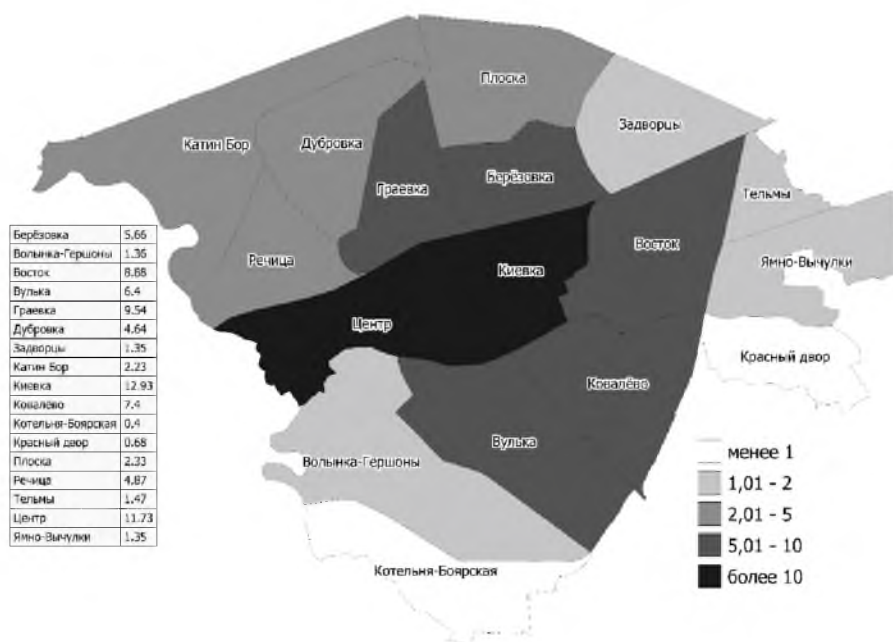 Плоска
Задворцы
Катин Бор
Дубровка
Граевка
Берёзовка
Тельмы
Речица
Киевка
Восток
Ямно-Вычулки
Центр
Красный двор
Ковалёво
Вулька
Волынка-Гершоны
Котельня-Боярская
Берёзовка 5.66
Волынка-Гершоны 1.36
Восток 8.68
Вулька 6.4
Граевка 9.54
Дубровка 4.64
Задворцы 1.35
Катин Бор 2.23
Киевка 12.93
Ковалёво 7.4
Котельня-Боярская 0.4
Красный двор 0.68
Плоска 2.33
Речица 4.87
Тельмы 1.47
Центр 11.73
Ямно-Вычулки 1.35
менее 1
1,01 - 2
2,01 - 5
5,01 - 10
более 10